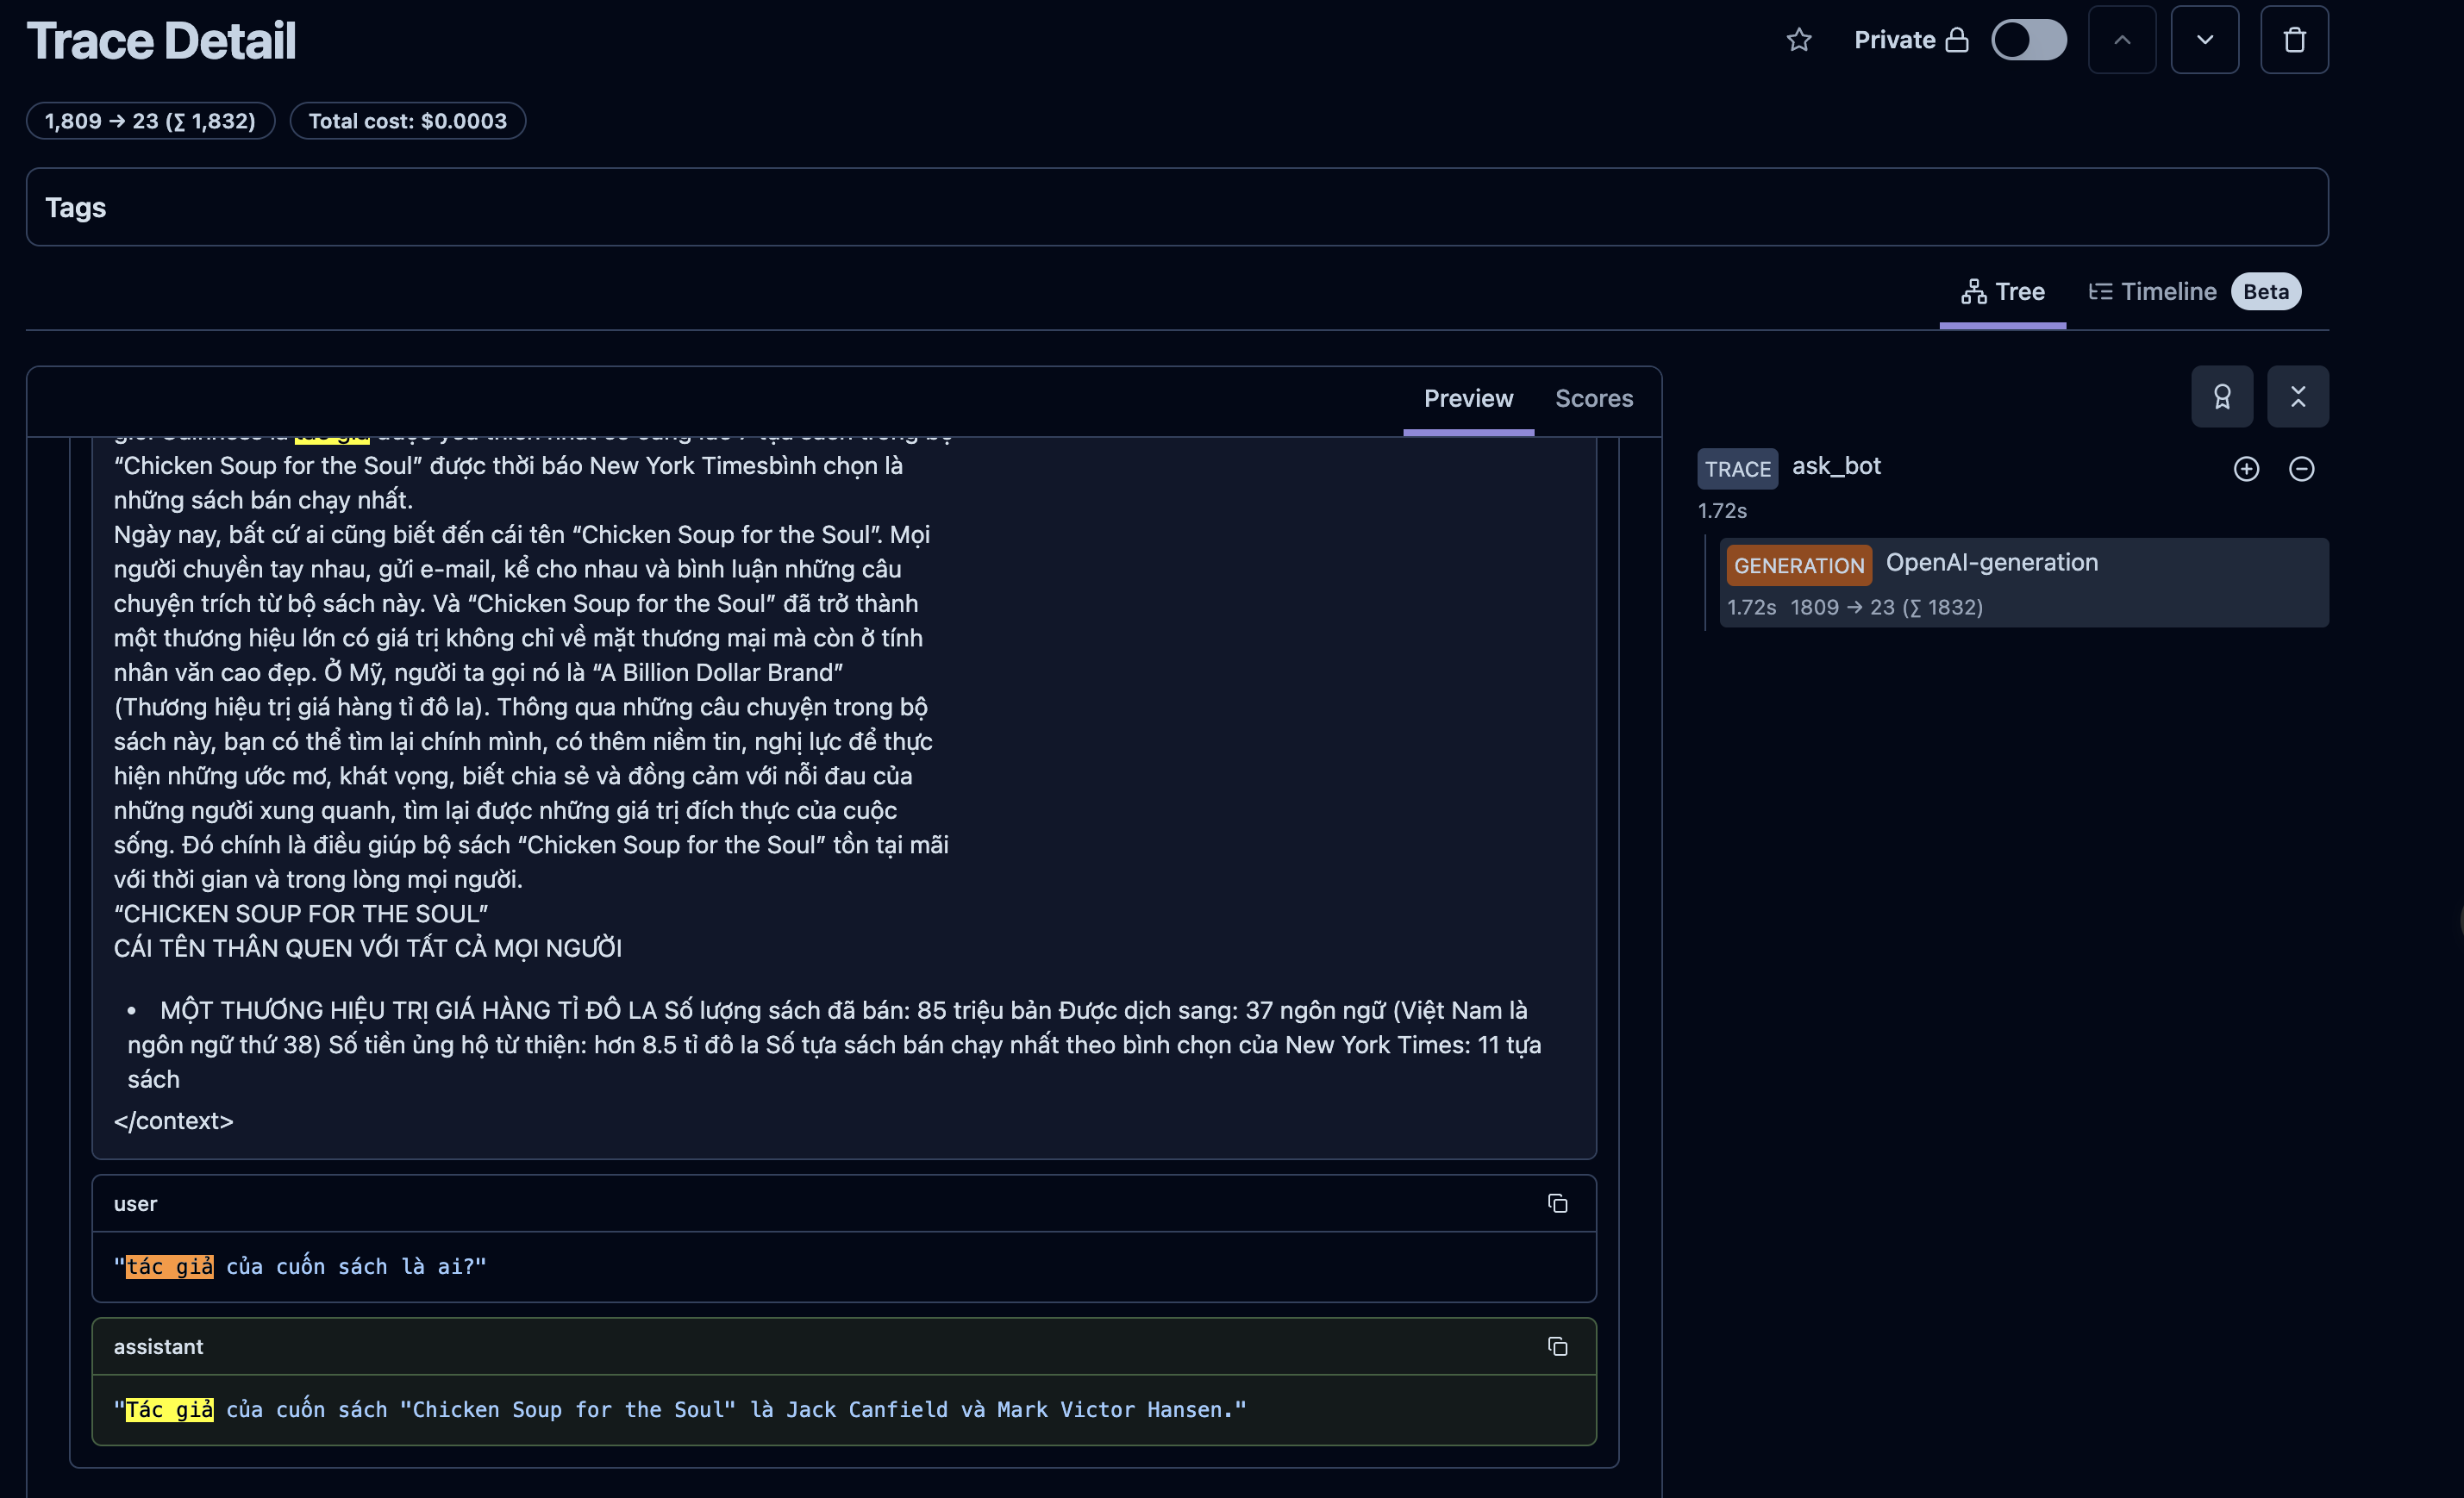 Trace Detail
Private
1,809 → 23 (∑ 1,832)
Total cost: $0.0003
Tags
Tree
Timeline
Beta
Preview
Scores
“Chicken Soup for the Soul” được thời báo New York Timesbình chọn là
những sách bán chạy nhất.
Ngày nay, bất cứ ai cũng biết đến cái tên “Chicken Soup for the Soul”. Mọi
người chuyền tay nhau, gửi e-mail, kể cho nhau và bình luận những câu
chuyện trích từ bộ sách này. Và “Chicken Soup for the Soul” đã trở thành
một thương hiệu lớn có giá trị không chỉ về mặt thương mại mà còn ở tính
nhân văn cao đẹp. Ở Mỹ, người ta gọi nó là “A Billion Dollar Brand”
(Thương hiệu trị giá hàng tỉ đô la). Thông qua những câu chuyện trong bộ
sách này, bạn có thể tìm lại chính mình, có thêm niềm tin, nghị lực để thực
hiện những ước mơ, khát vọng, biết chia sẻ và đồng cảm với nỗi đau của
những người xung quanh, tìm lại được những giá trị đích thực của cuộc
sống. Đó chính là điều giúp bộ sách “Chicken Soup for the Soul” tồn tại mãi
với thời gian và trong lòng mọi người.
“CHICKEN SOUP FOR THE SOUL”
CÁI TÊN THÂN QUEN VỚI TẤT CẢ MỌI NGƯỜI
• MỘT THƯƠNG HIỆU TRỊ GIÁ HÀNG TỈ ĐÔ LA Số lượng sách đã bán: 85 triệu bản Được dịch sang: 37 ngôn ngữ (Việt Nam là
ngôn ngữ thứ 38) Số tiền ủng hộ từ thiện: hơn 8.5 tỉ đô la Số tựa sách bán chạy nhất theo bình chọn của New York Times: 11 tựa
sách
</context>
user
"tác giả của cuốn sách là ai?"
assistant
"Tác giả của cuốn sách "Chicken Soup for the Soul" là Jack Canfield và Mark Victor Hansen."
TRACE ask_bot
1.72s
GENERATION OpenAI-generation
1.72s 1809 → 23 (∑ 1832)